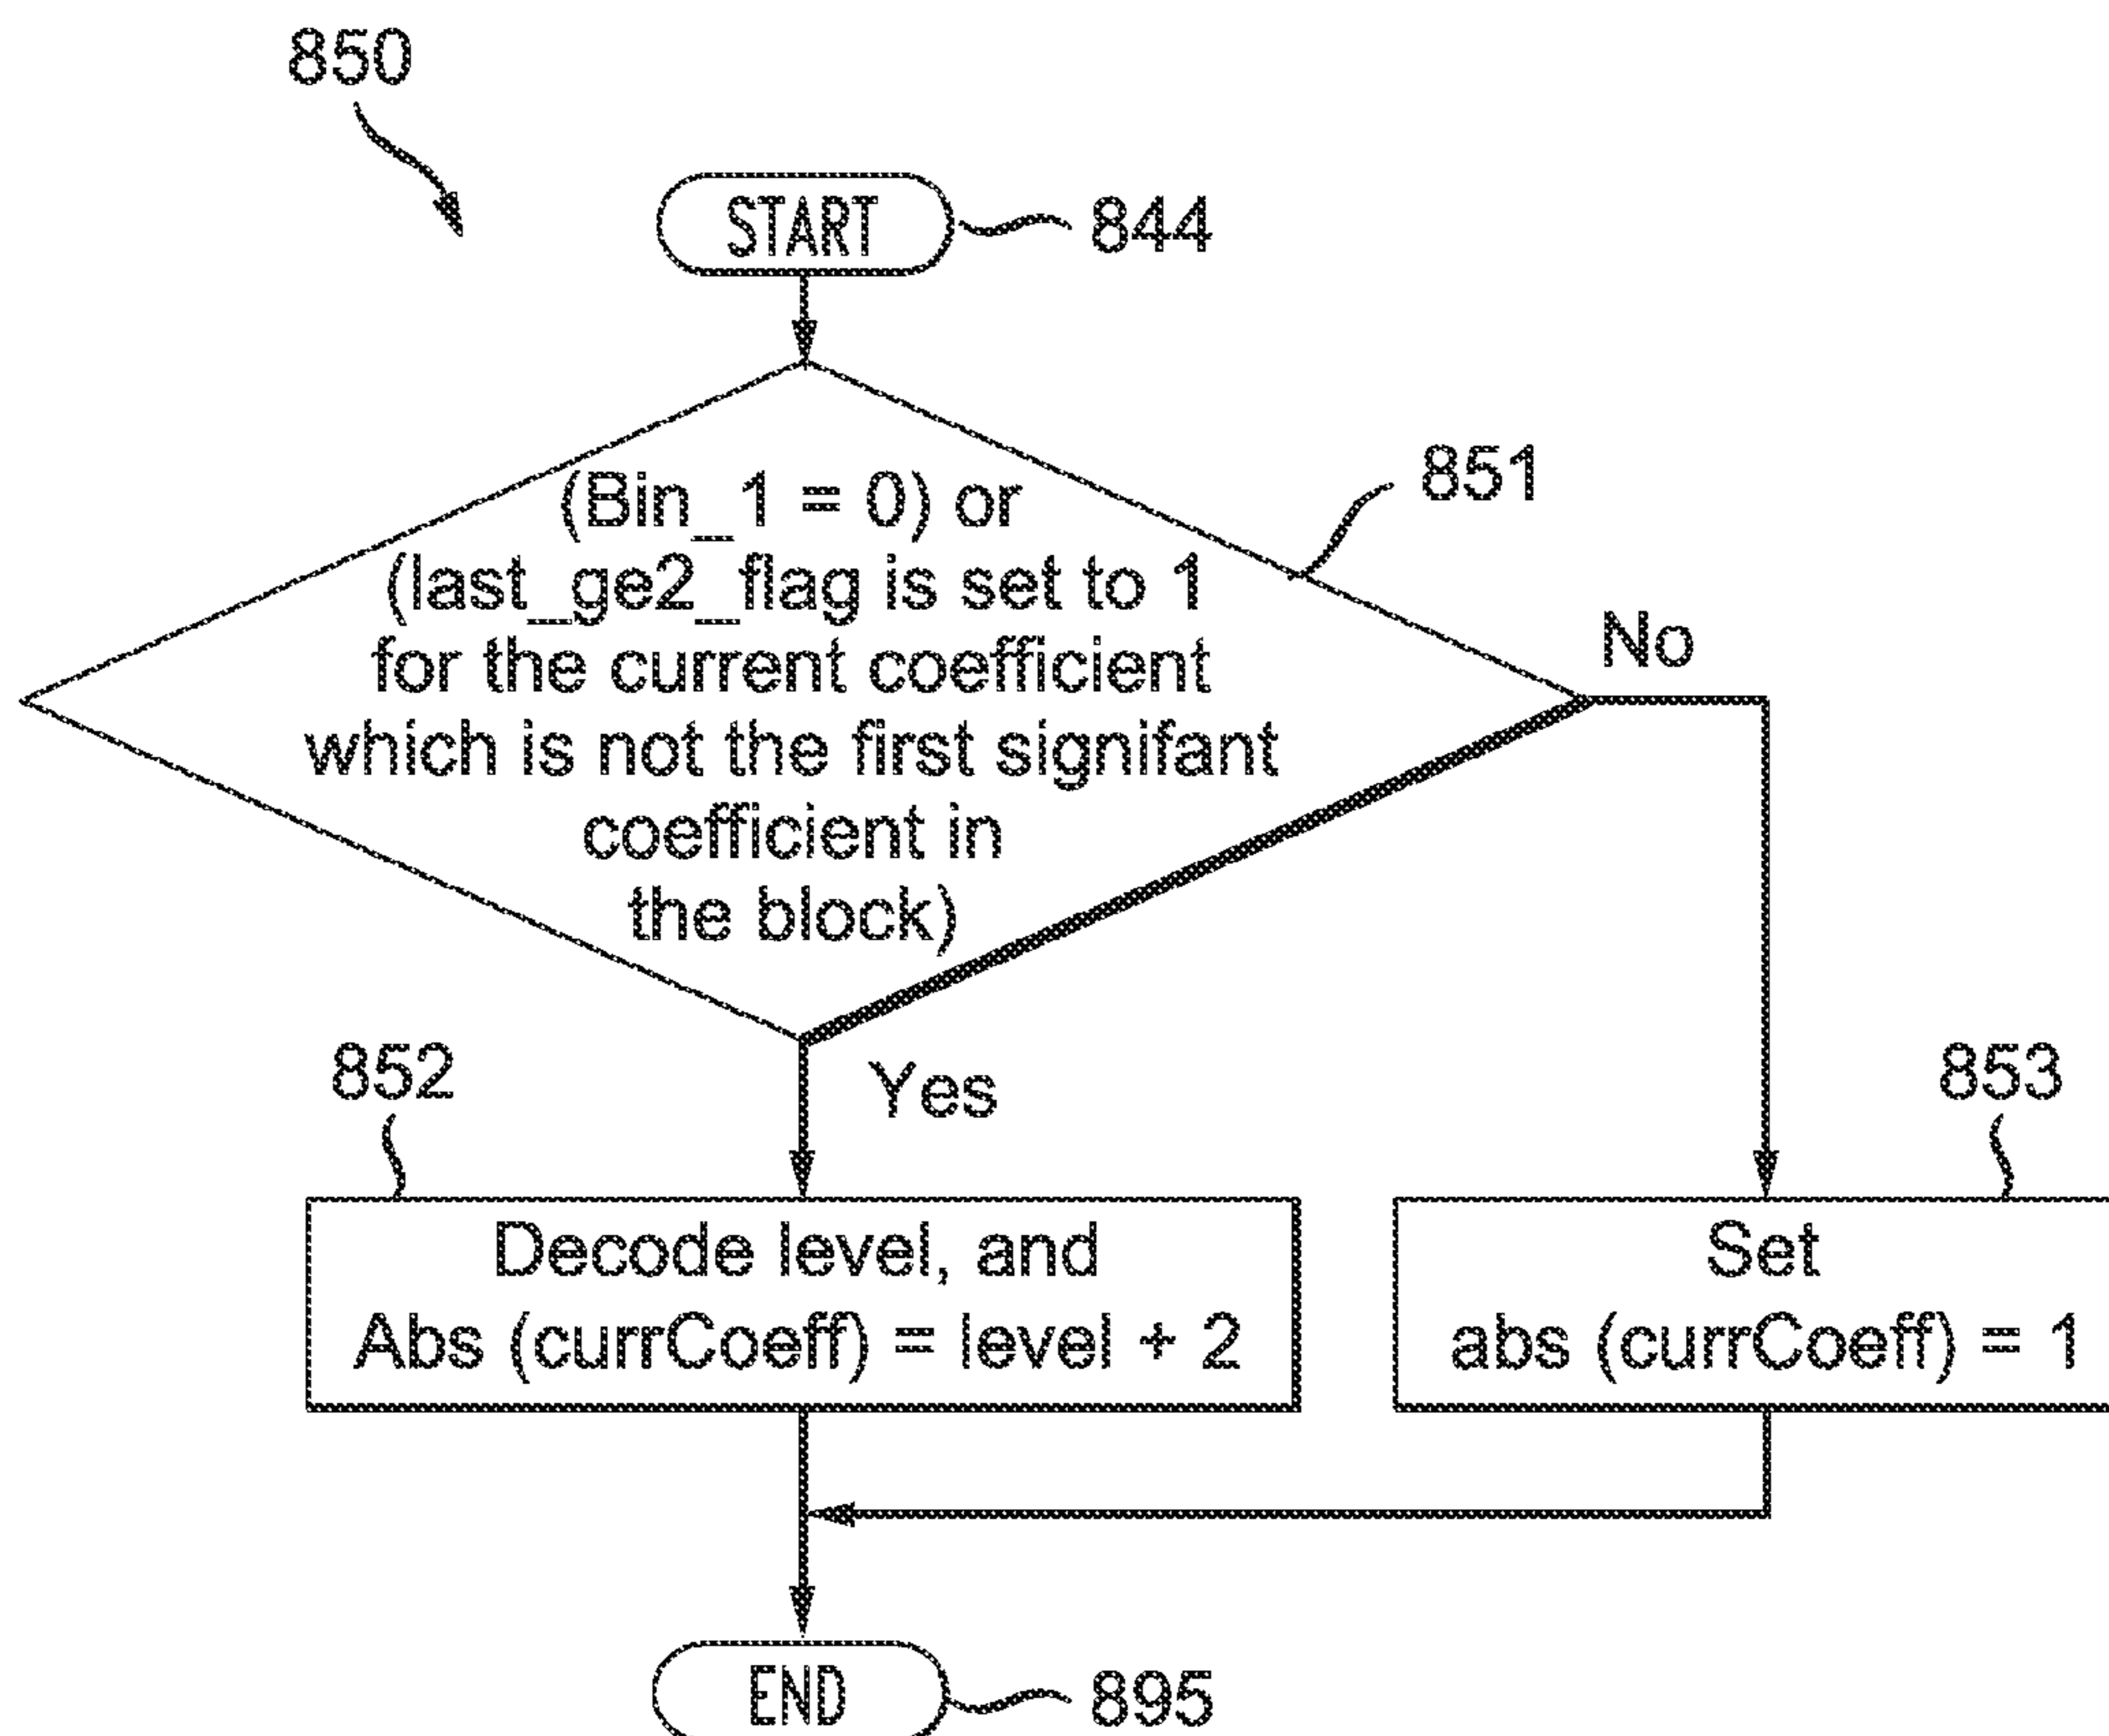 850
START
844
(Bin_1 = 0) or
(last_ge2_flag is set to 1
for the current coefficient
which is not the first signifant
coefficient in
the block)
851
No
Yes
852
Decode level, and
Abs (currCoeff) = level + 2
853
Set
abs (currCoeff) = 1
END
895